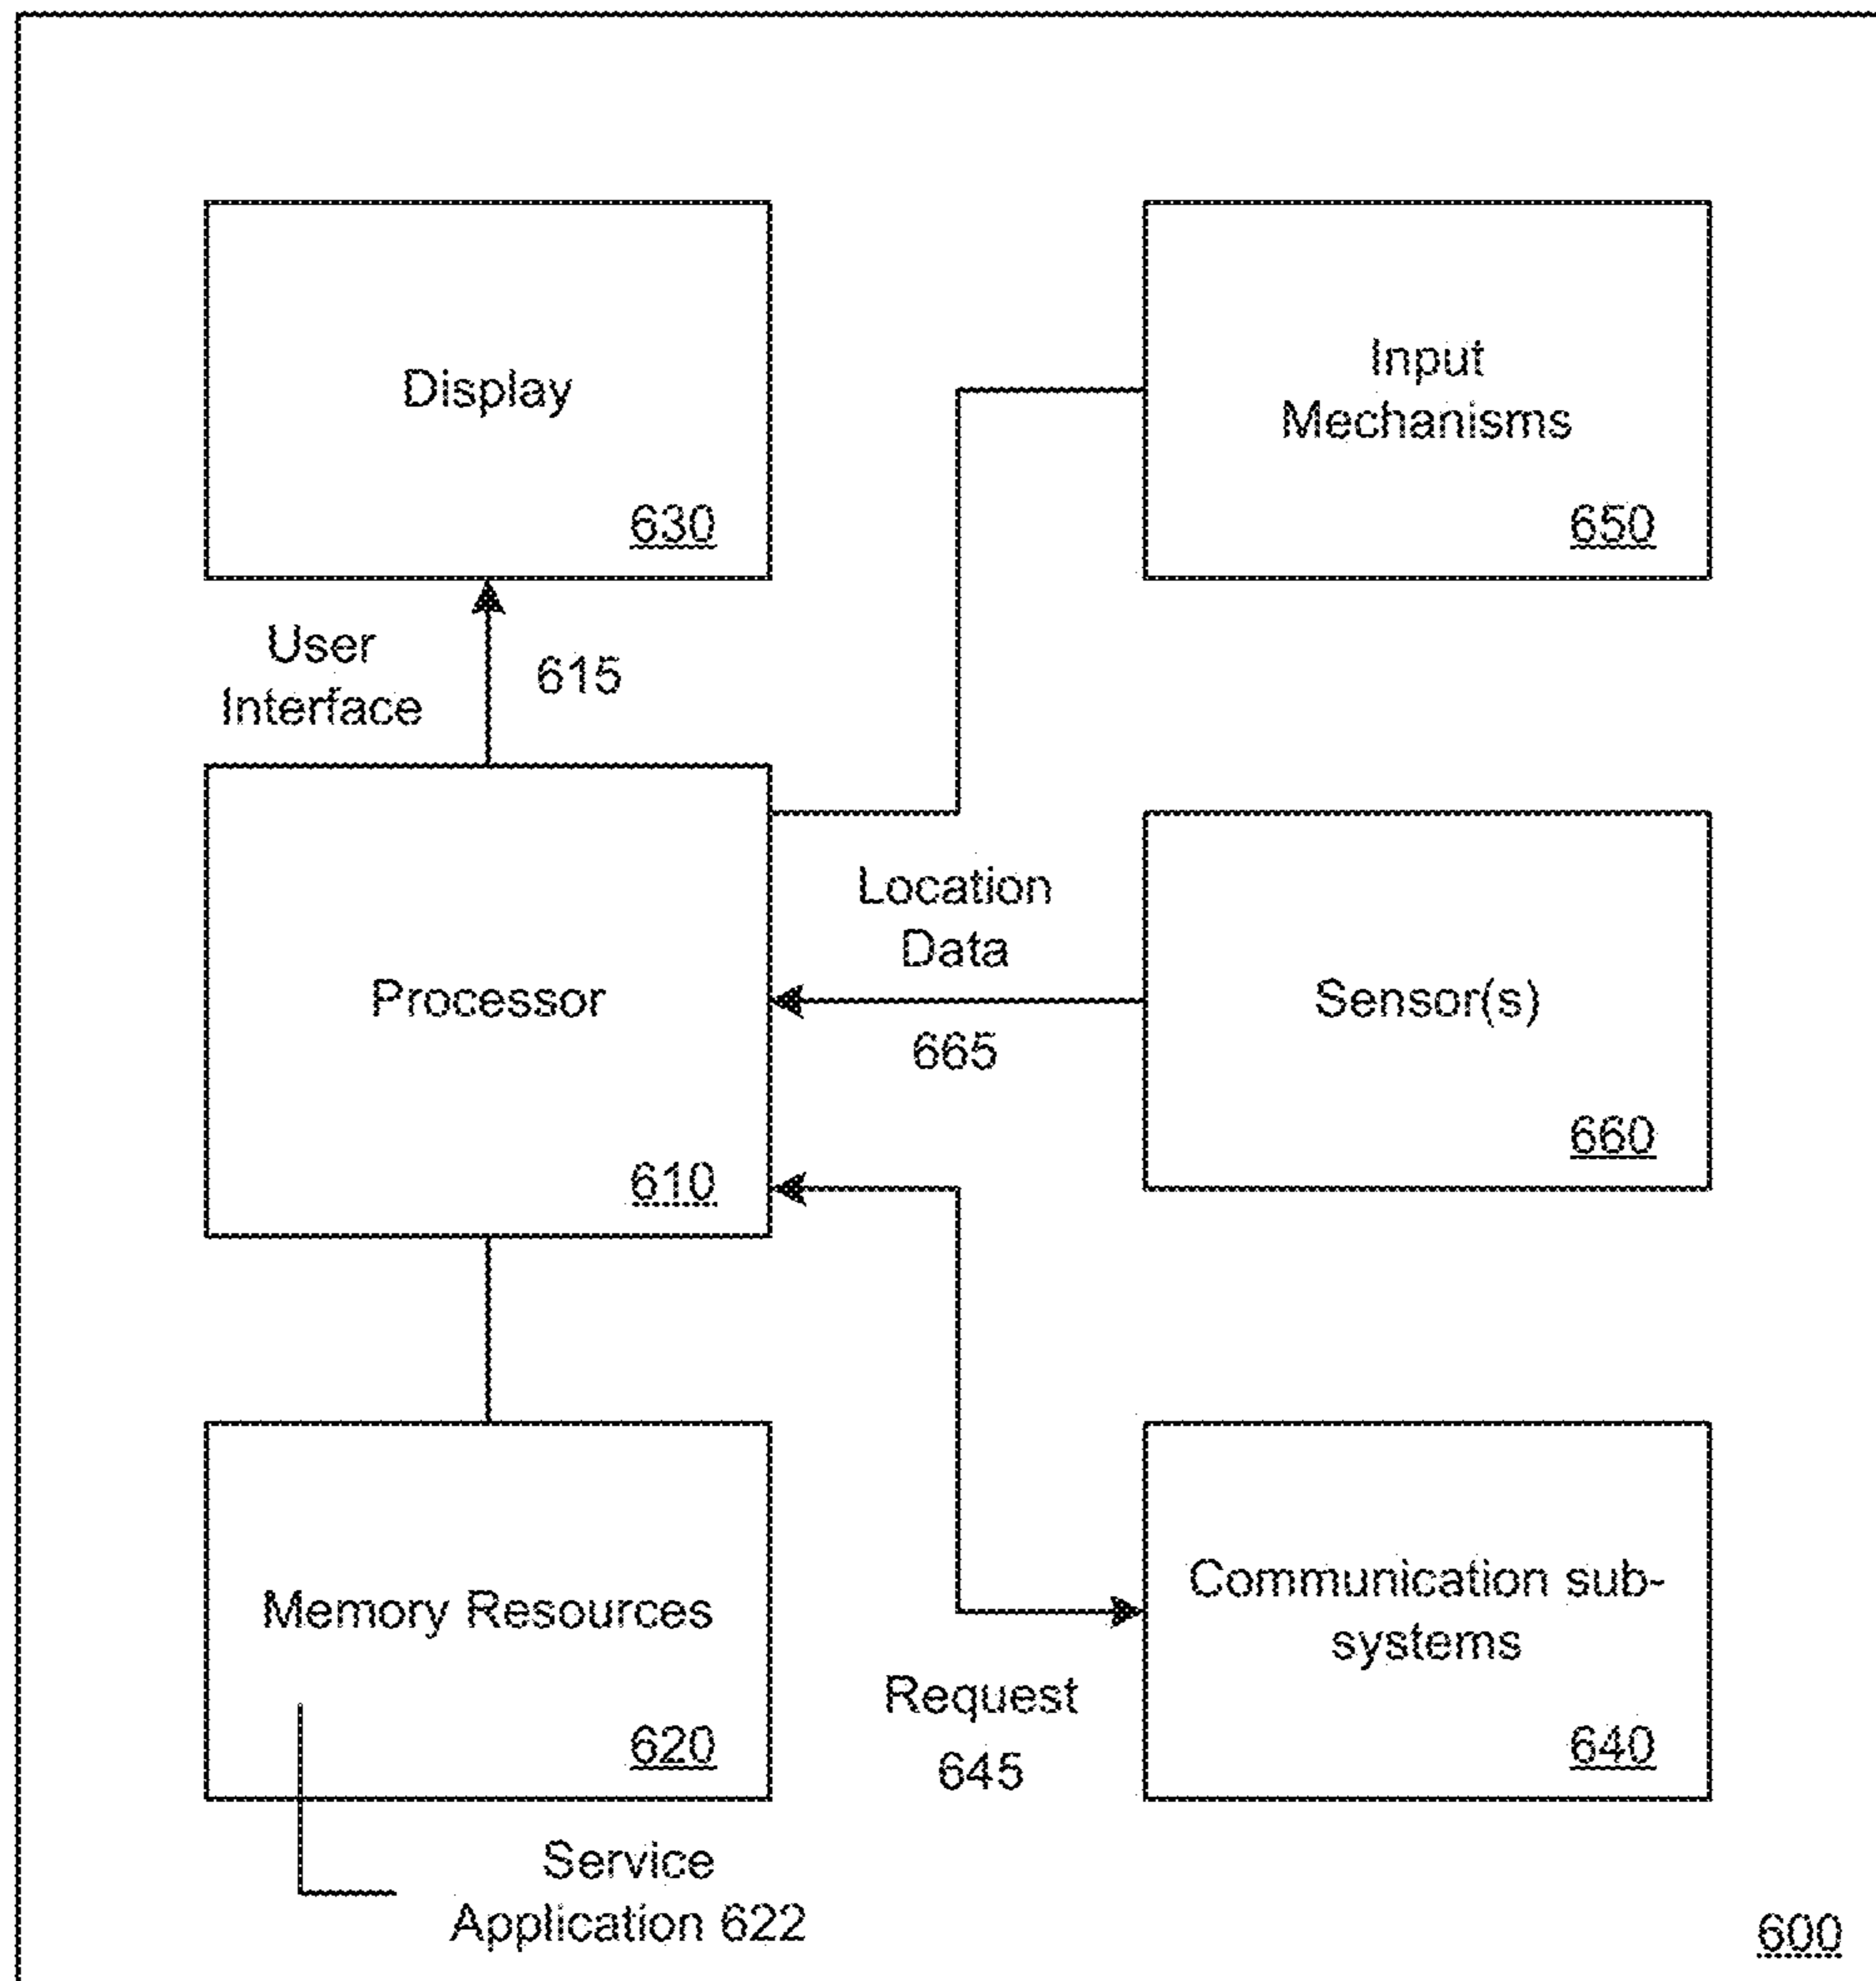 Display
630
Input
Mechanisms
650
User
Interface
615
Processor
610
Location
Data
665
Sensor(s)
660
Memory Resources
620
Request
645
Communication sub-
systems
640
Service
Application 622
600